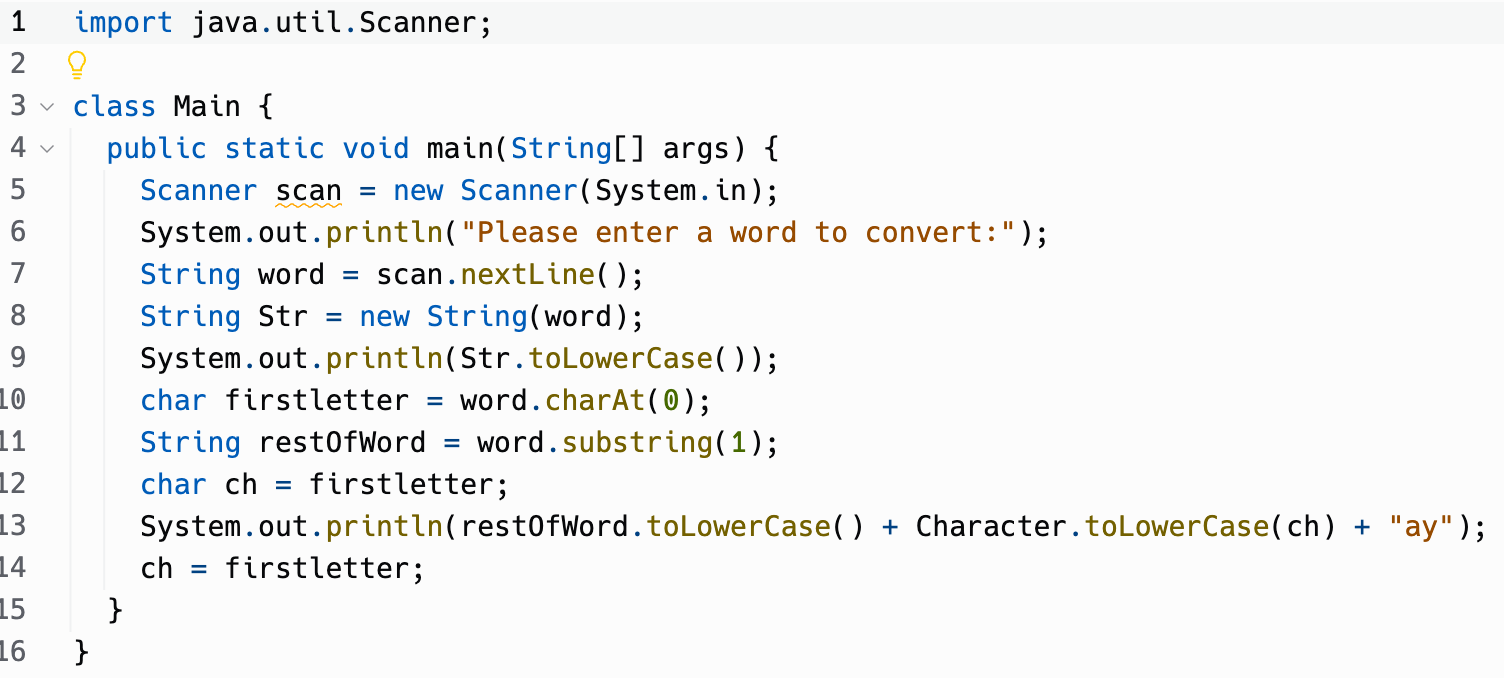 1 import java.util.Scanner;
2
3 class Main {
4 public static void main(String[] args) {
5 Scanner scan = new Scanner(System.in);
6 System.out.println("Please enter a word to convert:");
7 String word = scan.nextLine();
8 String Str = new String(word);
9 System.out.println(Str.toLowerCase());
10 char firstletter = word.charAt(0);
11 String restOfWord = word.substring(1);
12 char ch = firstletter;
13 System.out.println(restOfWord.toLowerCase() + Character.toLowerCase(ch) + "ay");
14 ch = firstletter;
15 }
16 }